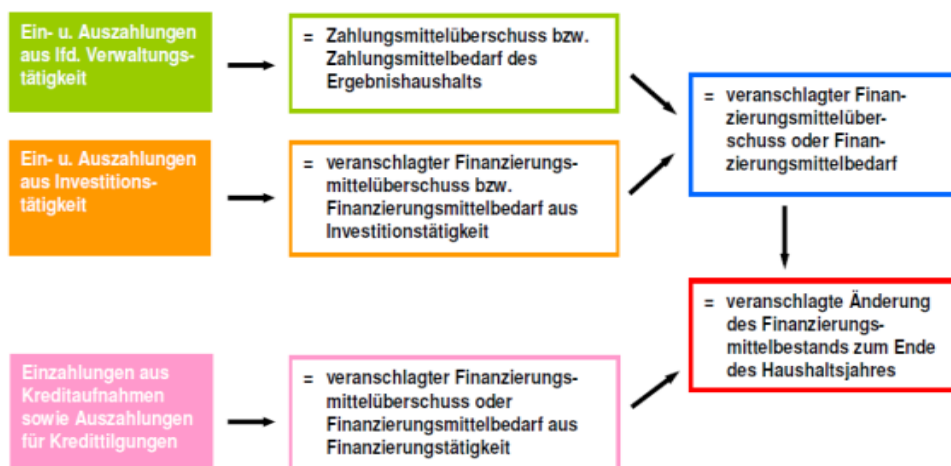 Ein- u. Auszahlungen
aus lfd. Verwaltungs-
tätigkeit
= Zahlungsmittelüberschuss bzw.
Zahlungsmittelbedarf des
Ergebnishaushalts
= veranschlagter Finan-
zierungsmittelüber-
schuss oder Finan-
zierungsmittelbedarf
Ein- u. Auszahlungen
aus Investitions-
tätigkeit
= veranschlagter Finanzierungs-
mittelüberschuss bzw.
Finanzierungsmittelbedarf aus
Investitionstätigkeit
= veranschlagte Änderung
des Finanzierungs-
mittelbestands zum Ende
des Haushaltsjahres
Einzahlungen aus
Kreditaufnahmen
sowie Auszahlungen
für Kredittilgungen
= veranschlagter Finanzierungs-
mittelüberschuss oder
Finanzierungsmittelbedarf aus
Finanzierungstätigkeit